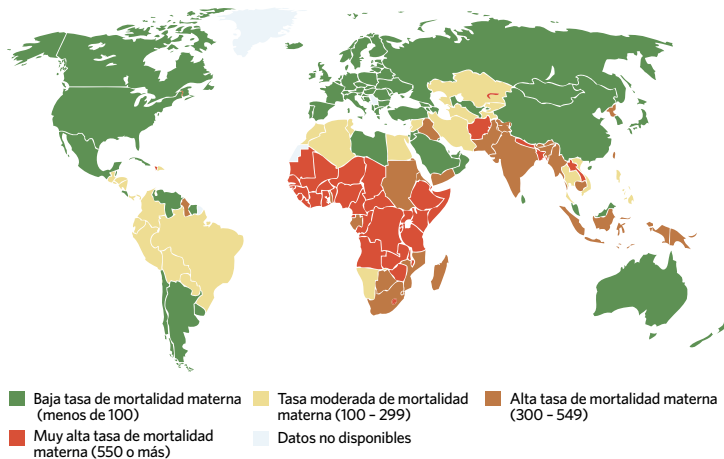 Baja tasa de mortalidad materna
(menos de 100)
Tasa moderada de mortalidad
materna (100 – 299)
Alta tasa de mortalidad materna
(300 – 549)
Muy alta tasa de mortalidad
materna (550 o más)
Datos no disponibles